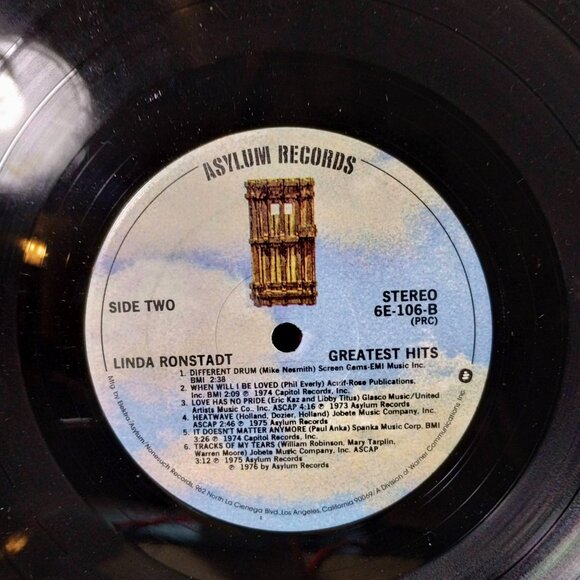 ASYLUM RECORDS
SIDE TWO
STEREO
6E-106-B
(PRC)
LINDA RONSTADT
GREATEST HITS
1. DIFFERENT DRUM (Mike Nesmith) Screen Gems-EMI Music Inc.
BMI 2:38
2. WHEN WILL I BE LOVED (Phil Everly) Acuff-Rose Publications,
Inc. BMI 2:09 ℗ 1974 Capitol Records, Inc.
3. LOVE HAS NO PRIDE (Eric Kaz and Libby Titus) Glasco Music/United
Artists Music Co., Inc. ASCAP 4:16 ℗ 1973 Asylum Records
4. HEATWAVE (Holland, Dozier, Holland) Jobete Music Company, Inc.
ASCAP 2:46 ℗ 1975 Asylum Records
5. IT DOESN'T MATTER ANYMORE (Paul Anka) Spanka Music Corp. BMI
3:26 ℗ 1974 Capitol Records, Inc.
6. TRACKS OF MY TEARS (William Robinson, Mary Tarplin,
Warren Moore) Jobete Music Company, Inc. ASCAP
3:12 ℗ 1975 Asylum Records
℗ 1976 by Asylum Records
Mfg. by Elektra/Asylum/Nonesuch Records, 962 North La Cienega Blvd., Los Angeles, California 90069. A Division of Warner Communications, Inc.